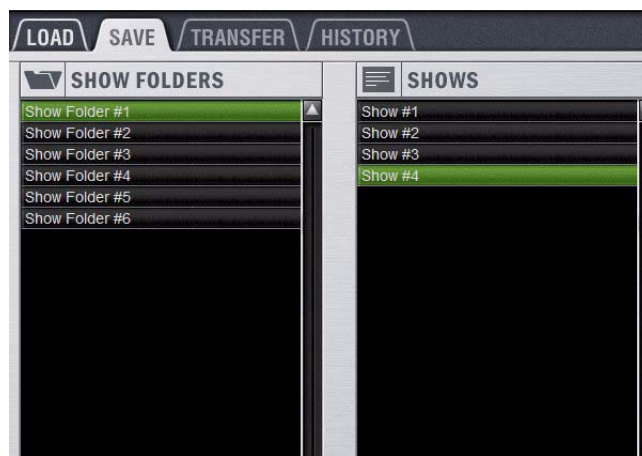 LOAD SAVE TRANSFER HISTORY
SHOW FOLDERS
Show Folder #1
Show Folder #2
Show Folder #3
Show Folder #4
Show Folder #5
Show Folder #6
SHOWS
Show #1
Show #2
Show #3
Show #4